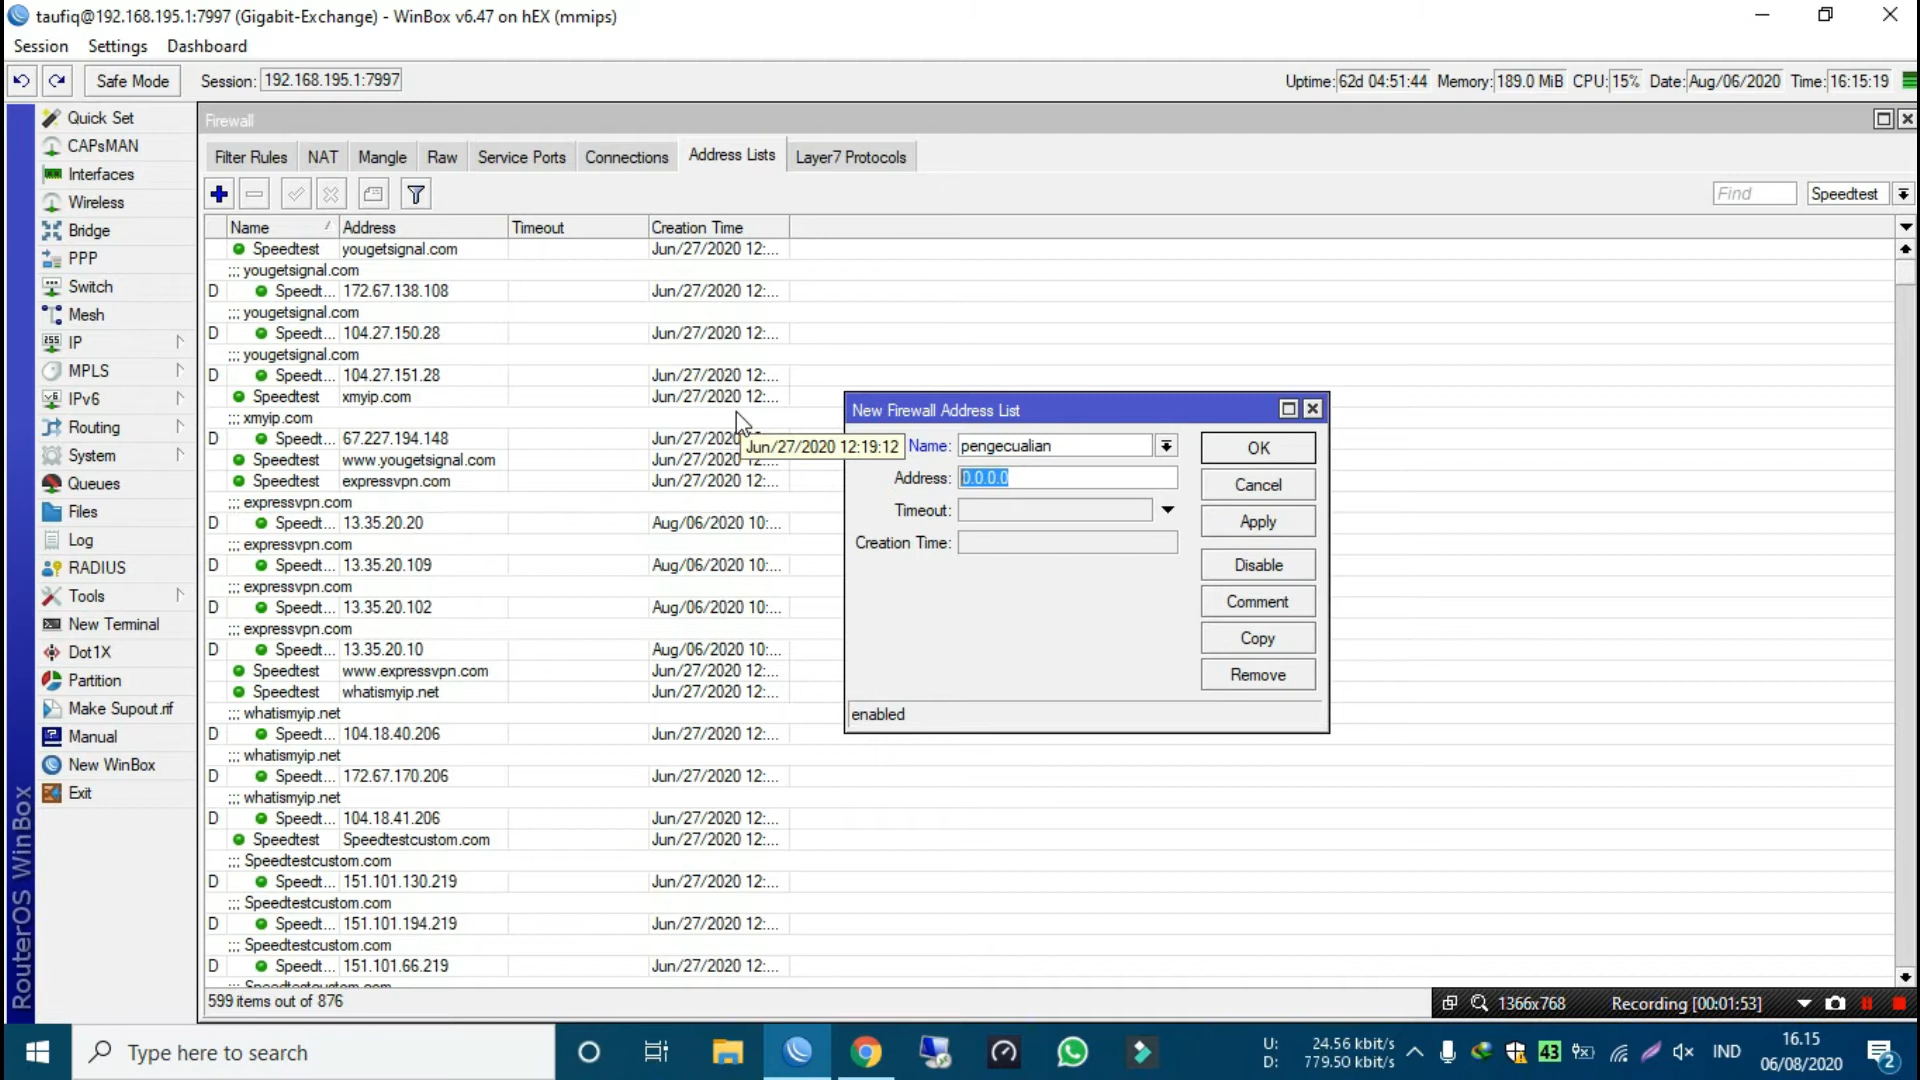 taufiq@192.168.195.1:7997 (Gigabit-Exchange) - WinBox v6.47 on hEX (mmips)
Session Settings Dashboard
Safe Mode Session: 192.168.195.1:7997 Uptime: 62d 04:51:44 Memory: 189.0 MiB CPU: 15% Date: Aug/06/2020 Time: 16:15:19
Quick Set
CAPsMAN
Interfaces
Wireless
Bridge
PPP
Switch
Mesh
IP
MPLS
IPv6
Routing
System
Queues
Files
Log
RADIUS
Tools
New Terminal
Dot1X
Partition
Make Supout.rif
Manual
New WinBox
Exit
RouterOS WinBox
Firewall
Filter Rules NAT Mangle Raw Service Ports Connections Address Lists Layer7 Protocols
Find Speedtest
Name Address Timeout Creation Time
Speedtest yougetsignal.com Jun/27/2020 12:...
;;; yougetsignal.com
D Speedt... 172.67.138.108 Jun/27/2020 12:...
;;; yougetsignal.com
D Speedt... 104.27.150.28 Jun/27/2020 12:...
;;; yougetsignal.com
D Speedt... 104.27.151.28 Jun/27/2020 12:...
Speedtest xmyip.com Jun/27/2020 12:...
;;; xmyip.com
D Speedt... 67.227.194.148 Jun/27/2020
Speedtest www.yougetsignal.com Jun/27/2020 12:...
Speedtest expressvpn.com Jun/27/2020 12:...
;;; expressvpn.com
D Speedt... 13.35.20.20 Aug/06/2020 10:...
;;; expressvpn.com
D Speedt... 13.35.20.109 Aug/06/2020 10:...
;;; expressvpn.com
D Speedt... 13.35.20.102 Aug/06/2020 10:...
;;; expressvpn.com
D Speedt... 13.35.20.10 Aug/06/2020 10:...
Speedtest www.expressvpn.com Jun/27/2020 12:...
Speedtest whatismyip.net Jun/27/2020 12:...
;;; whatismyip.net
D Speedt... 104.18.40.206 Jun/27/2020 12:...
;;; whatismyip.net
D Speedt... 172.67.170.206 Jun/27/2020 12:...
;;; whatismyip.net
D Speedt... 104.18.41.206 Jun/27/2020 12:...
Speedtest Speedtestcustom.com Jun/27/2020 12:...
;;; Speedtestcustom.com
D Speedt... 151.101.130.219 Jun/27/2020 12:...
;;; Speedtestcustom.com
D Speedt... 151.101.194.219 Jun/27/2020 12:...
;;; Speedtestcustom.com
D Speedt... 151.101.66.219 Jun/27/2020 12:...
;;; Speedtestcustom.com
599 items out of 876
Jun/27/2020 12:19:12
New Firewall Address List
Name: pengecualian
Address: 0.0.0.0
Timeout:
Creation Time:
OK
Cancel
Apply
Disable
Comment
Copy
Remove
enabled
1366x768 Recording [00:01:53]
Type here to search
U: 24.56 kbit/s
D: 779.50 kbit/s
43
IND
16.15
06/08/2020
2